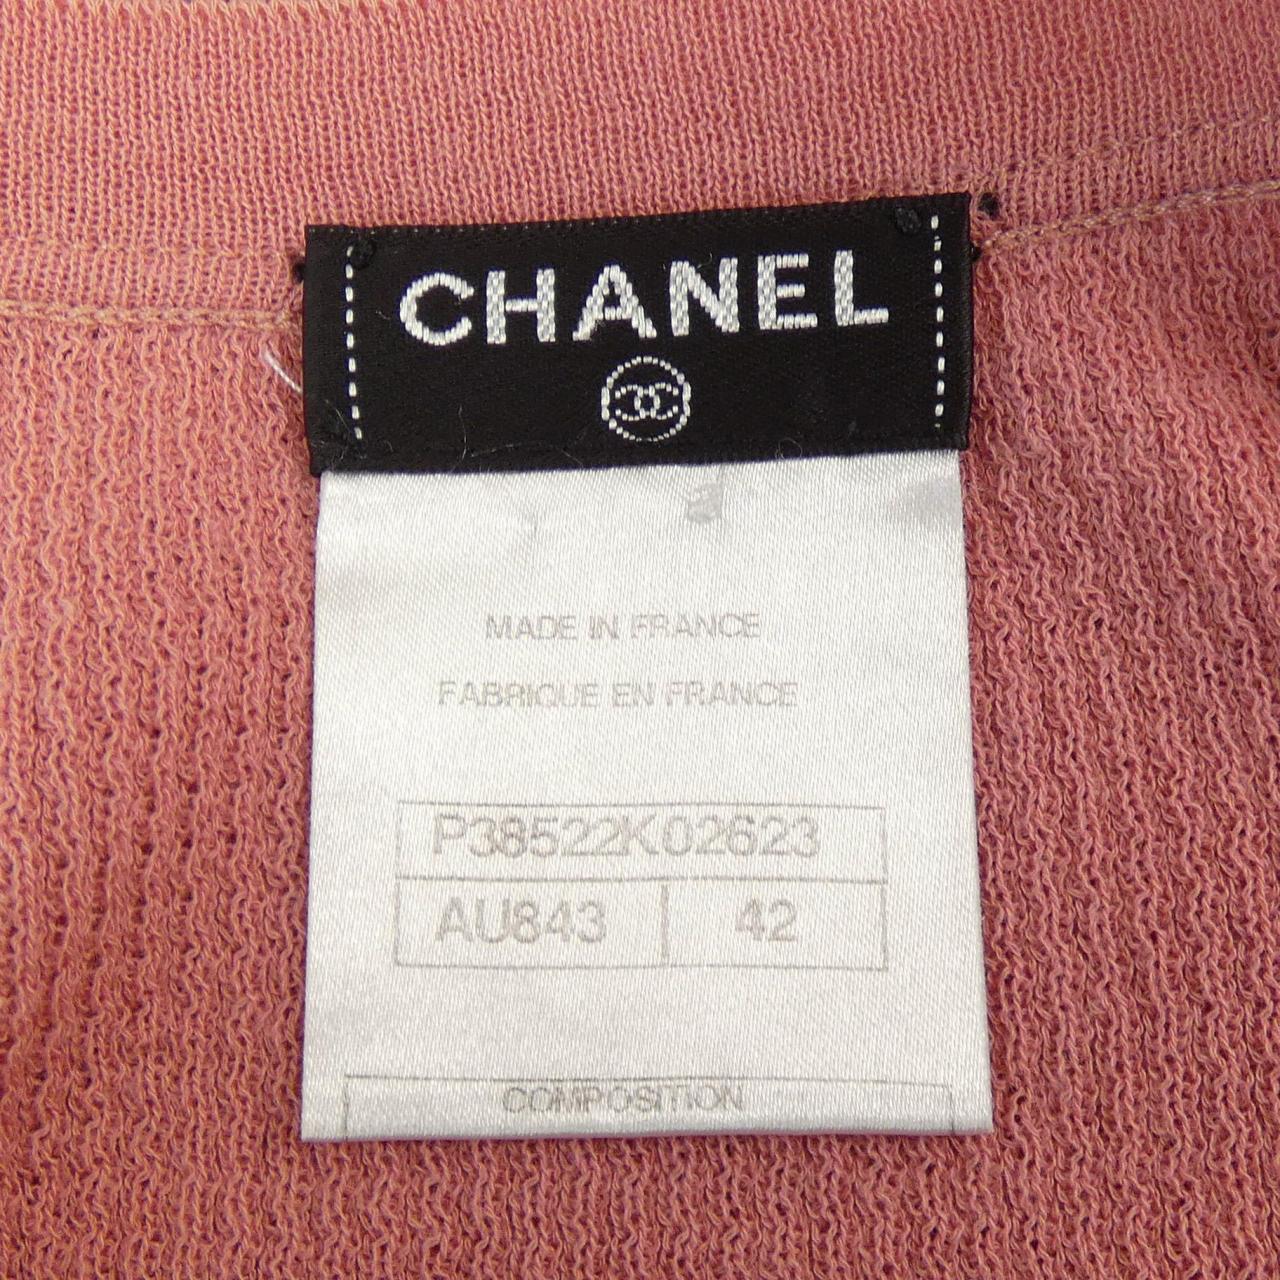 CHANEL
MADE IN FRANCE
FABRIQUE EN FRANCE
P38522K02623
AU843 42
COMPOSITION